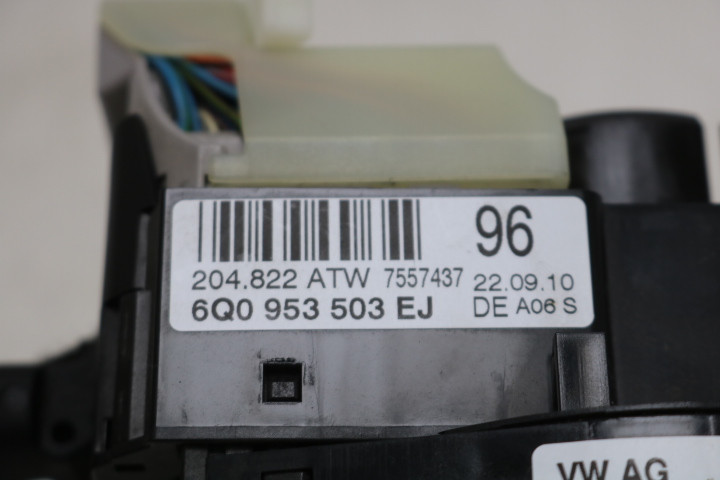 96
204.822 ATW 7557437 22.09.10
6Q0 953 503 EJ DE A06 S
VW AG